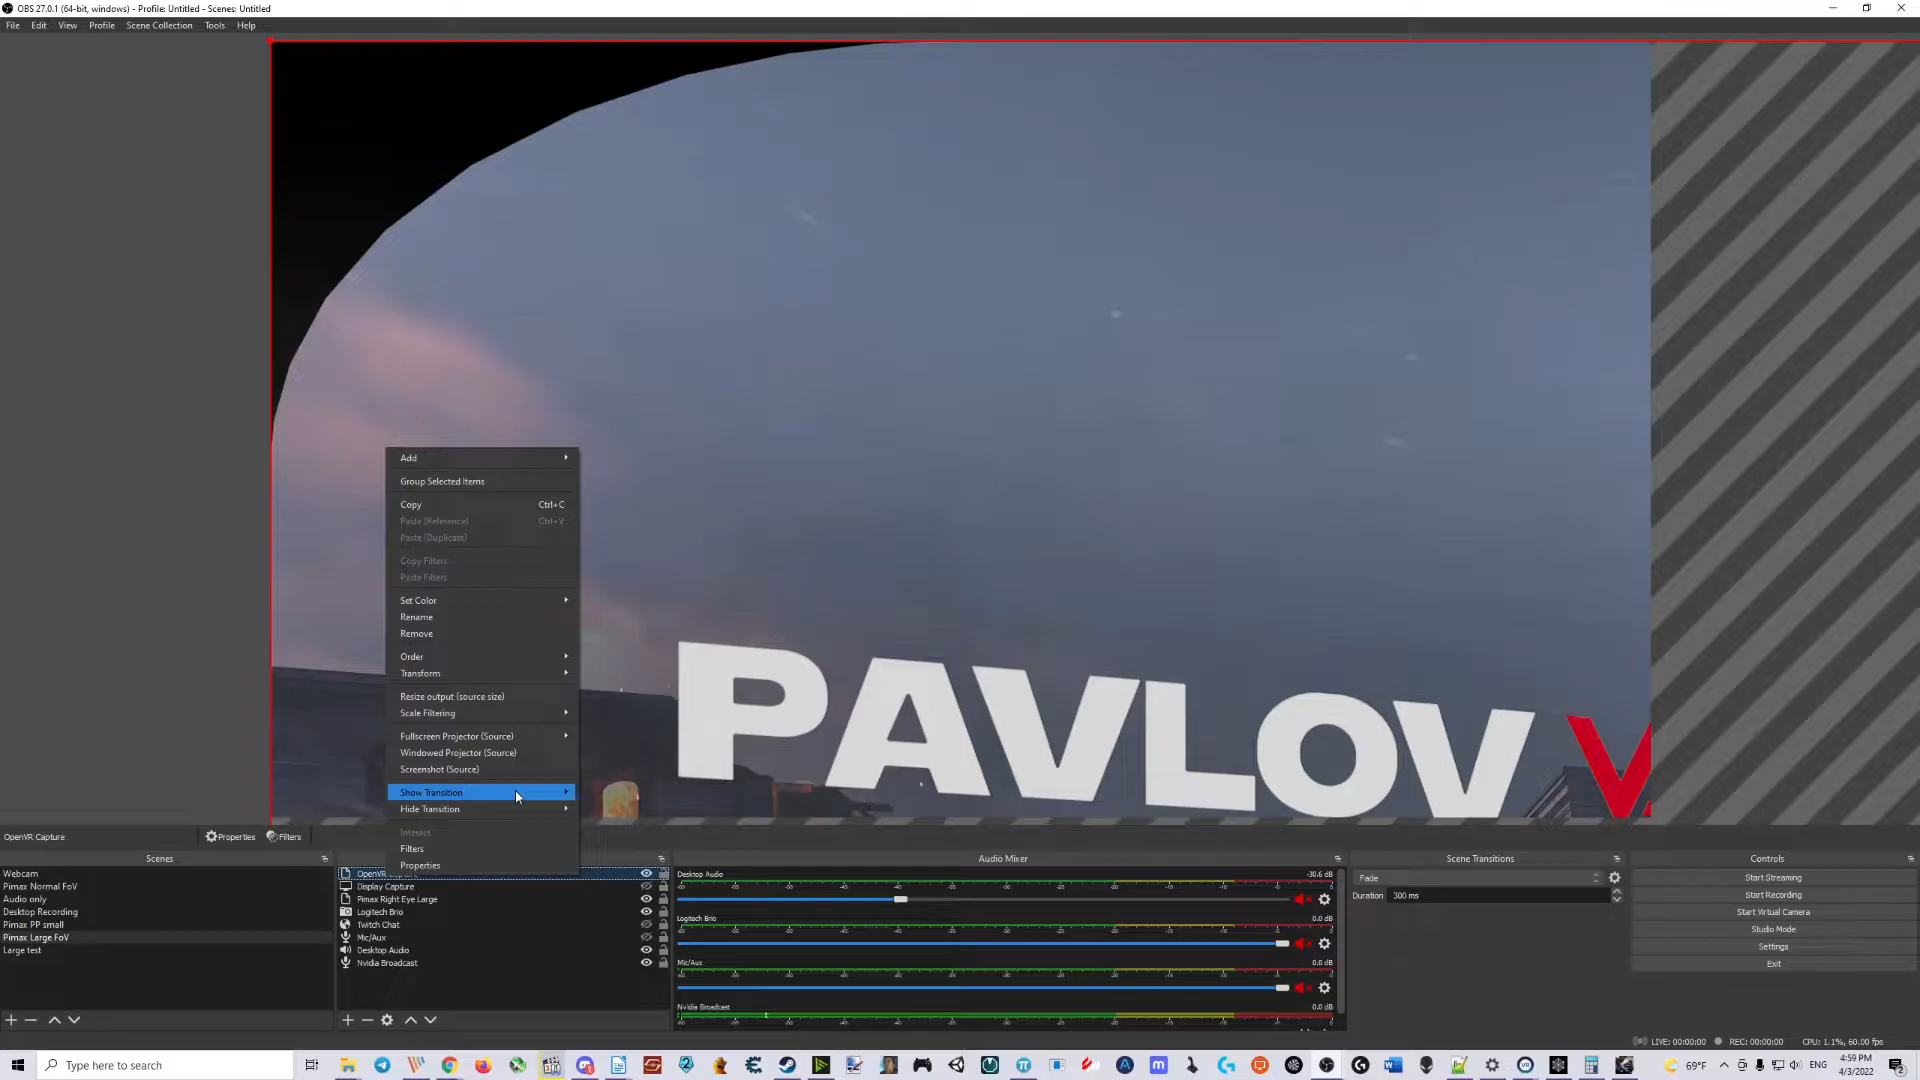 OBS 27.0.1 (64-bit, windows) - Profile: Untitled - Scenes: Untitled
File Edit View Profile Scene Collection Tools Help
PAVLOV V
Add
Group Selected Items
Copy Ctrl+C
Paste (Reference) Ctrl+V
Paste (Duplicate)
Copy Filters
Paste Filters
Set Color
Rename
Remove
Order
Transform
Resize output (source size)
Scale Filtering
Fullscreen Projector (Source)
Windowed Projector (Source)
Screenshot (Source)
Show Transition
Hide Transition
Interact
Filters
Properties
OpenVR Capture Properties Filters
Scenes
Webcam
Pimax Normal FoV
Audio only
Desktop Recording
Pimax PP small
Pimax Large FoV
Large test
OpenVR Capture
Display Capture
Pimax Right Eye Large
Logitech Brio
Twitch Chat
Mic/Aux
Desktop Audio
Nvidia Broadcast
Audio Mixer
Desktop Audio -30.6 dB
Logitech Brio 0.0 dB
Mic/Aux 0.0 dB
Nvidia Broadcast 0.0 dB
Scene Transitions
Fade
Duration 300 ms
Controls
Start Streaming
Start Recording
Start Virtual Camera
Studio Mode
Settings
Exit
LIVE: 00:00:00 REC: 00:00:00 CPU: 1.1%, 60.00 fps
Type here to search
69°F ENG 4:59 PM
4/3/2022